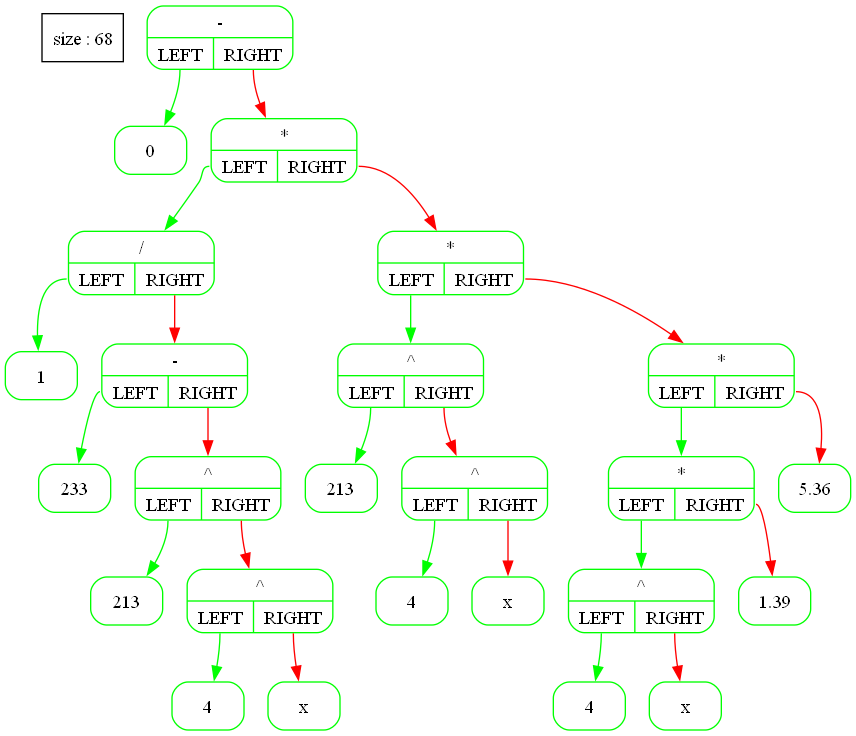 -
size : 68
LEFT RIGHT
0
*
LEFT RIGHT
/
*
LEFT RIGHT
LEFT RIGHT
1
-
^
*
LEFT RIGHT
LEFT RIGHT
LEFT RIGHT
233
^
213
^
*
5.36
LEFT RIGHT
LEFT RIGHT
LEFT RIGHT
213
^
4
x
^
1.39
LEFT RIGHT
LEFT RIGHT
4
x
4
x